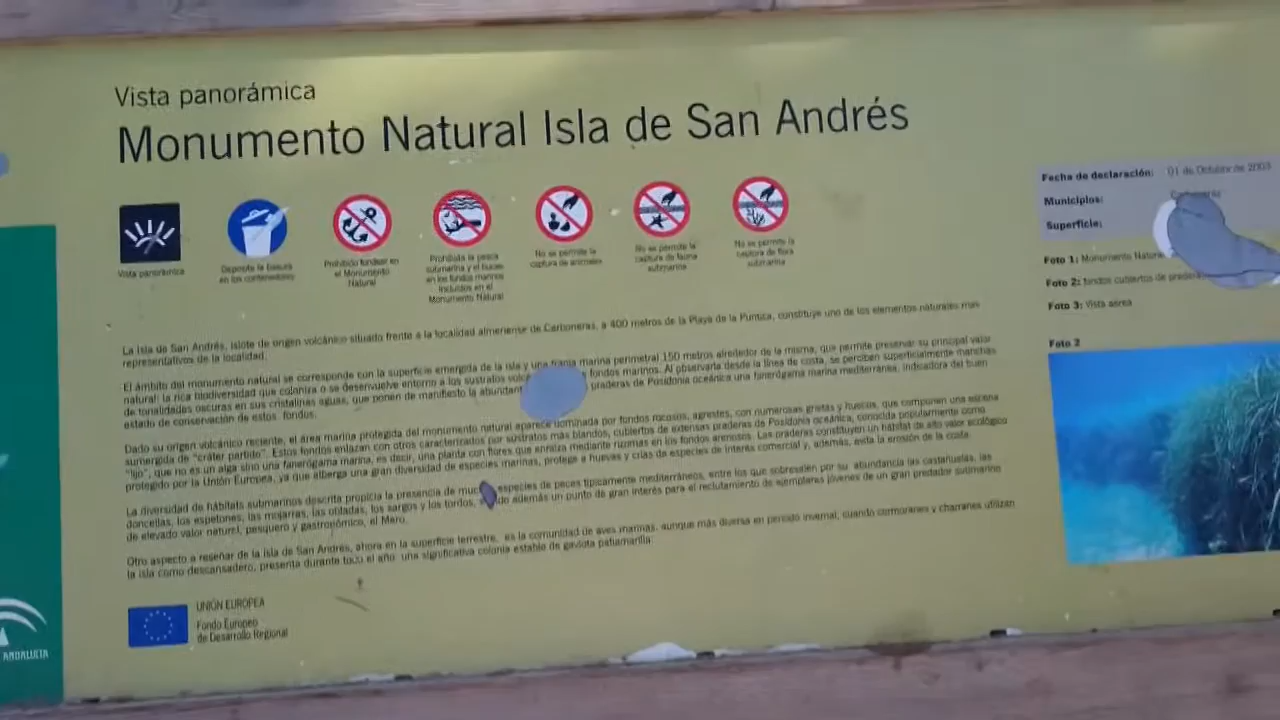 Vista panorámica
Monumento Natural Isla de San Andrés
Vista panorámica
Deposite la basura
en los contenedores
Prohibido fondear en
el Monumento
Natural
Prohibida la pesca
submarina y el buceo
en los fondos marinos
incluidos en el
Monumento Natural
No se permite la
captura de animales
No se permite la
captura de fauna
submarina
No se permite la
captura de flora
submarina
La Isla de San Andrés, islote de origen volcánico situado frente a la localidad almeriense de Carboneras, a 400 metros de la Playa de la Puntica, constituye uno de los elementos naturales más
representativos de la localidad.
El ámbito del monumento natural se corresponde con la superficie emergida de la isla y una franja marina perimetral 150 metros alrededor de la misma, que permite preservar su principal valor
natural: la rica biodiversidad que coloniza o se desenvuelve entorno a los sustratos fondos marinos. Al observarla desde la línea de costa, se perciben superficialmente manchas
de tonalidades oscuras en sus cristalinas aguas, que ponen de manifiesto la praderas de Posidonia oceánica una fanerógama marina mediterránea, indicadora del buen
estado de conservación de estos fondos.
Dado su origen volcánico reciente, el área marina protegida del monumento natural aparece dominada por fondos rocosos, agrestes, con numerosas grietas y huecos, que componen una escena
sumergida de "cráter partido". Estos fondos enlazan con otros caracterizados por sustratos más blandos, cubiertos de extensas praderas de Posidonia oceánica, conocida popularmente como
"lijo", que no es un alga sino una fanerógama marina, es decir, una planta con flores que enraiza mediante rizomas en los fondos arenosos. Las praderas constituyen un hábitat de alto valor ecológico
protegido por la Unión Europea, ya que alberga una gran diversidad de especies marinas, protege a huevos y crías de especies de interés comercial y, además, evita la erosión de la costa.
La diversidad de hábitats submarinos descrita propicia la presencia de especies de peces típicamente mediterráneos, entre los que sobresalen por su abundancia las castañuelas, las
doncellas, los espetones, las mojarras, las obladas, los sargos y los tordos, además un punto de gran interés para el reclutamiento de ejemplares jóvenes de un gran predador submarino
de elevado valor natural, pesquero y gastronómico, el Mero.
Otro aspecto a reseñar de la isla de San Andrés, ahora en la superficie terrestre, es la comunidad de aves marinas, aunque más diversa en periodo invernal, cuando cormoranes y charranes utilizan
la isla como descansadero, presenta durante todo el año una significativa colonia estable de gaviota patiamarilla.
UNIÓN EUROPEA
Fondo Europeo
de Desarrollo Regional
ANDALUCIA
Fecha de declaración: 01 de Octubre de 2003
Municipios: Carboneras
Superficie:
Foto 1: Monumento Natural
Foto 2: fondos cubiertos de
Foto 3: Vista aérea
Foto 2